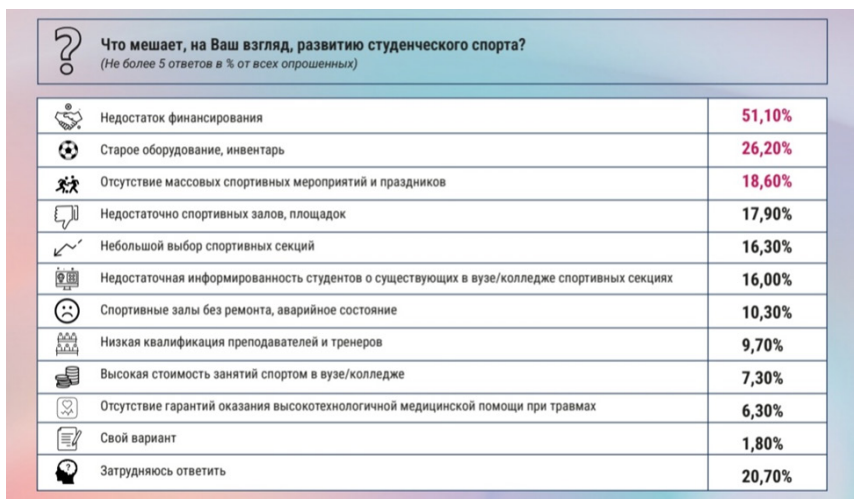 Что мешает, на Ваш взгляд, развитию студенческого спорта?
(Не более 5 ответов в % от всех опрошенных)
Недостаток финансирования 51,10%
Старое оборудование, инвентарь 26,20%
Отсутствие массовых спортивных мероприятий и праздников 18,60%
Недостаточно спортивных залов, площадок 17,90%
Небольшой выбор спортивных секций 16,30%
Недостаточная информированность студентов о существующих в вузе/колледже спортивных секциях 16,00%
Спортивные залы без ремонта, аварийное состояние 10,30%
Низкая квалификация преподавателей и тренеров 9,70%
Высокая стоимость занятий спортом в вузе/колледже 7,30%
Отсутствие гарантий оказания высокотехнологичной медицинской помощи при травмах 6,30%
Свой вариант 1,80%
Затрудняюсь ответить 20,70%